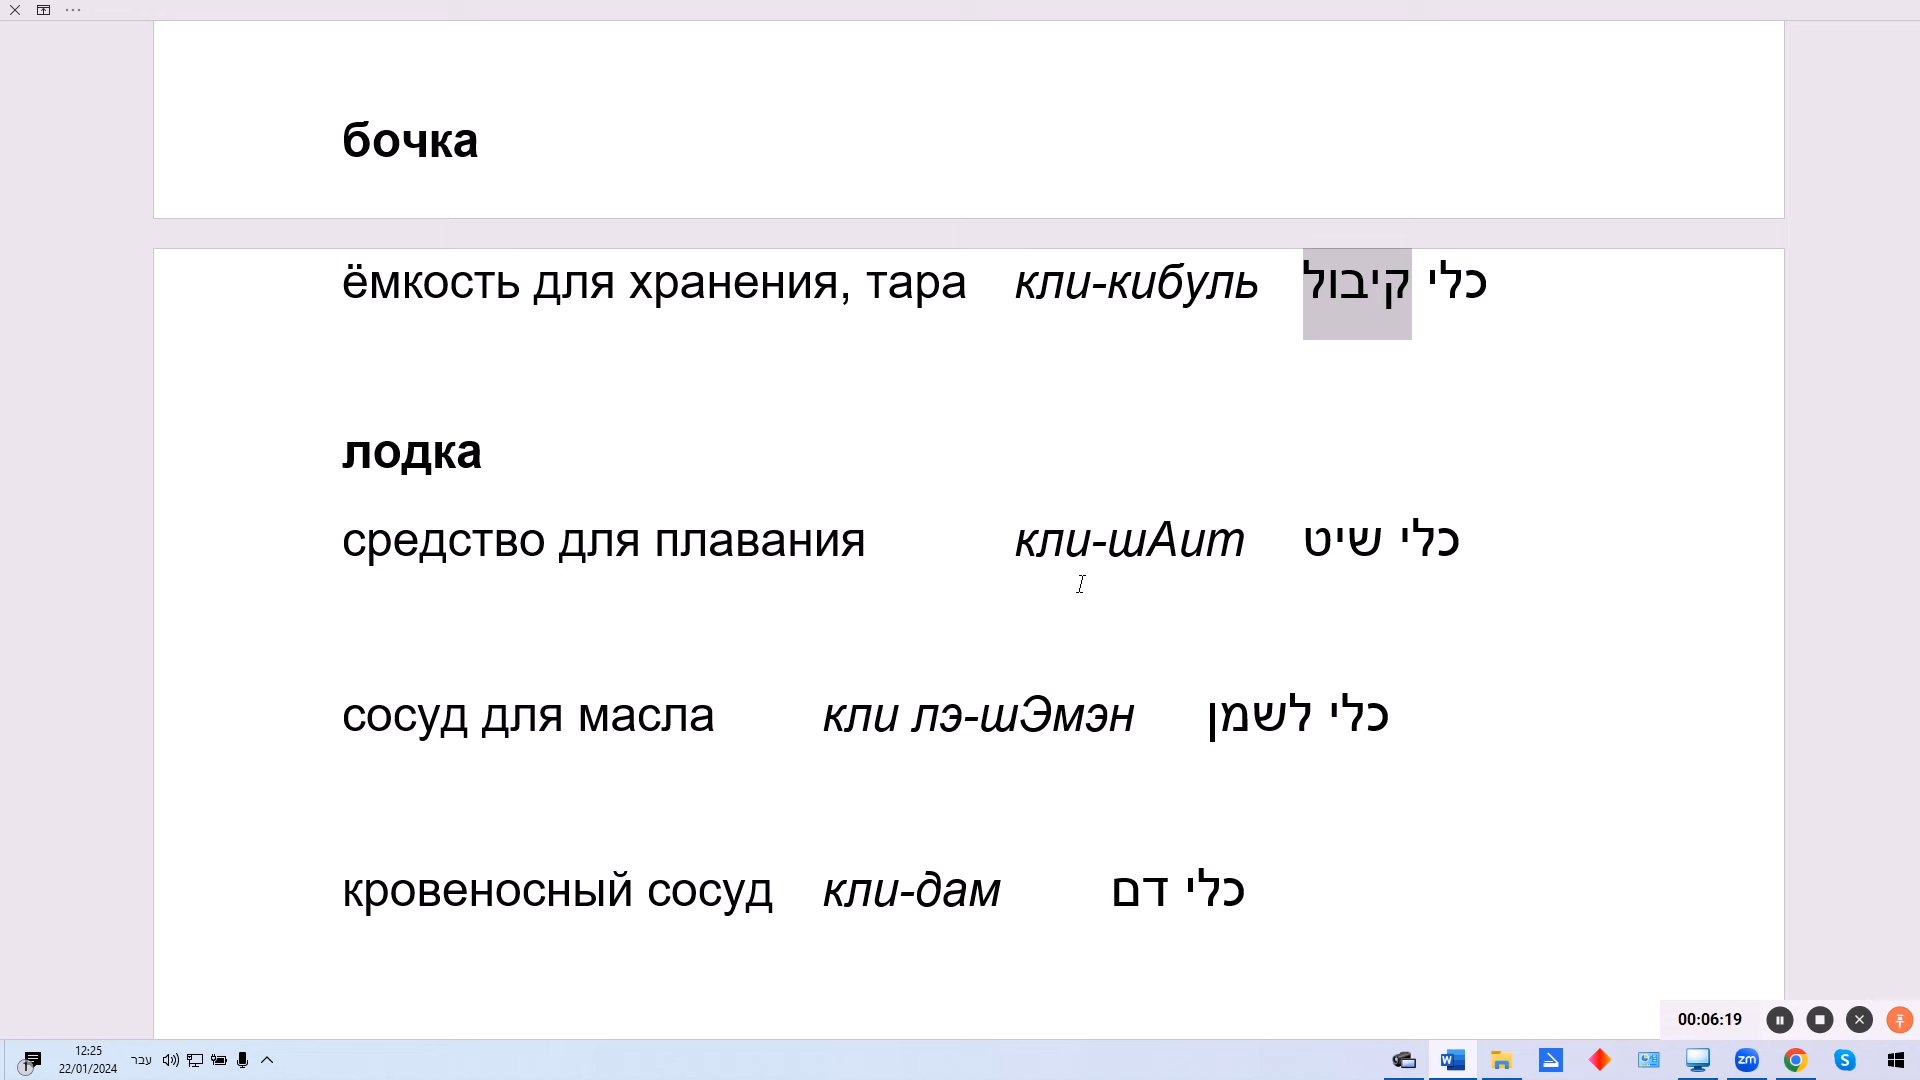 бочка
ёмкость для хранения, тара кли-кибуль כלי קיבול
лодка
средство для плавания кли-шАит כלי שיט
сосуд для масла кли лэ-шЭмэн כלי לשמן
кровеносный сосуд кли-дам כלי דם
00:06:19
12:25
22/01/2024
עבר
W
zm
S